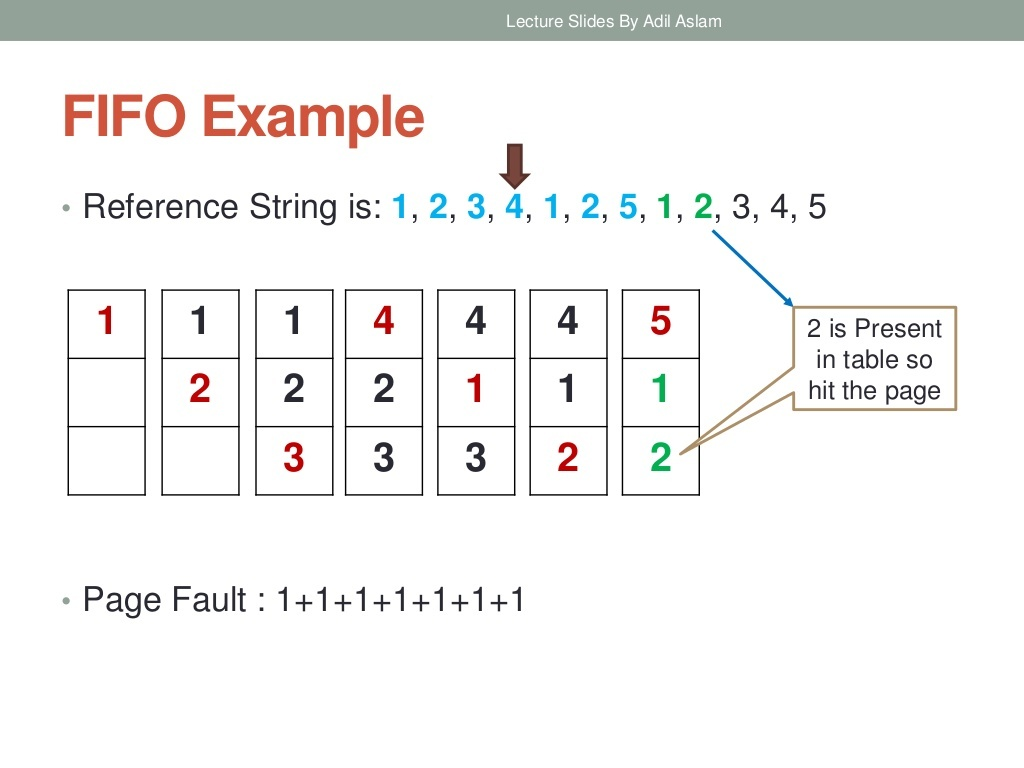 Lecture Slides By Adil Aslam
FIFO Example
• Reference String is: 1, 2, 3, 4, 1, 2, 5, 1, 2, 3, 4, 5
1 1 1 4 4 4 5
2 2 2 1 1 1
3 3 3 2 2
2 is Present
in table so
hit the page
• Page Fault : 1+1+1+1+1+1+1